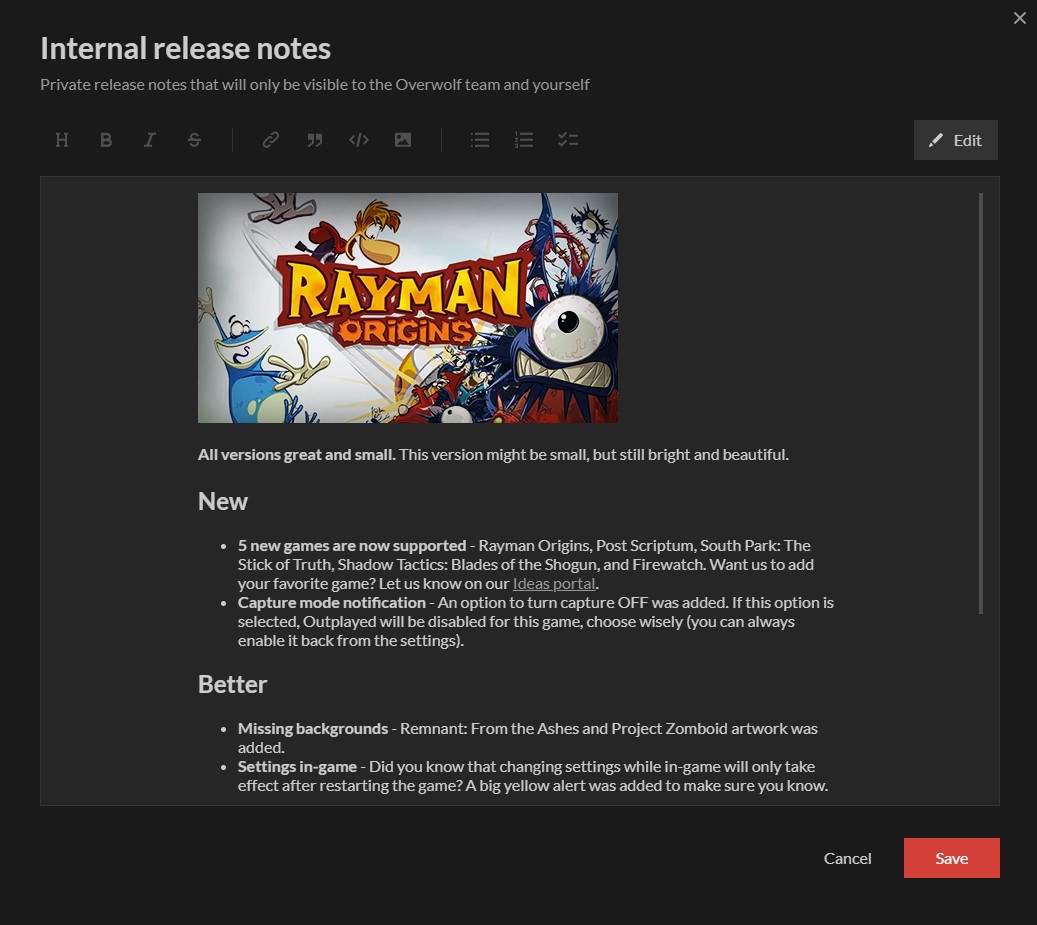 Internal release notes
Private release notes that will only be visible to the Overwolf team and yourself
H B I S
Edit
RAYMAN
ORIGINS
All versions great and small. This version might be small, but still bright and beautiful.
New
• 5 new games are now supported - Rayman Origins, Post Scriptum, South Park: The
Stick of Truth, Shadow Tactics: Blades of the Shogun, and Firewatch. Want us to add
your favorite game? Let us know on our Ideas portal.
• Capture mode notification - An option to turn capture OFF was added. If this option is
selected, Outplayed will be disabled for this game, choose wisely (you can always
enable it back from the settings).
Better
• Missing backgrounds - Remnant: From the Ashes and Project Zomboid artwork was
added.
• Settings in-game - Did you know that changing settings while in-game will only take
effect after restarting the game? A big yellow alert was added to make sure you know.
Cancel
Save